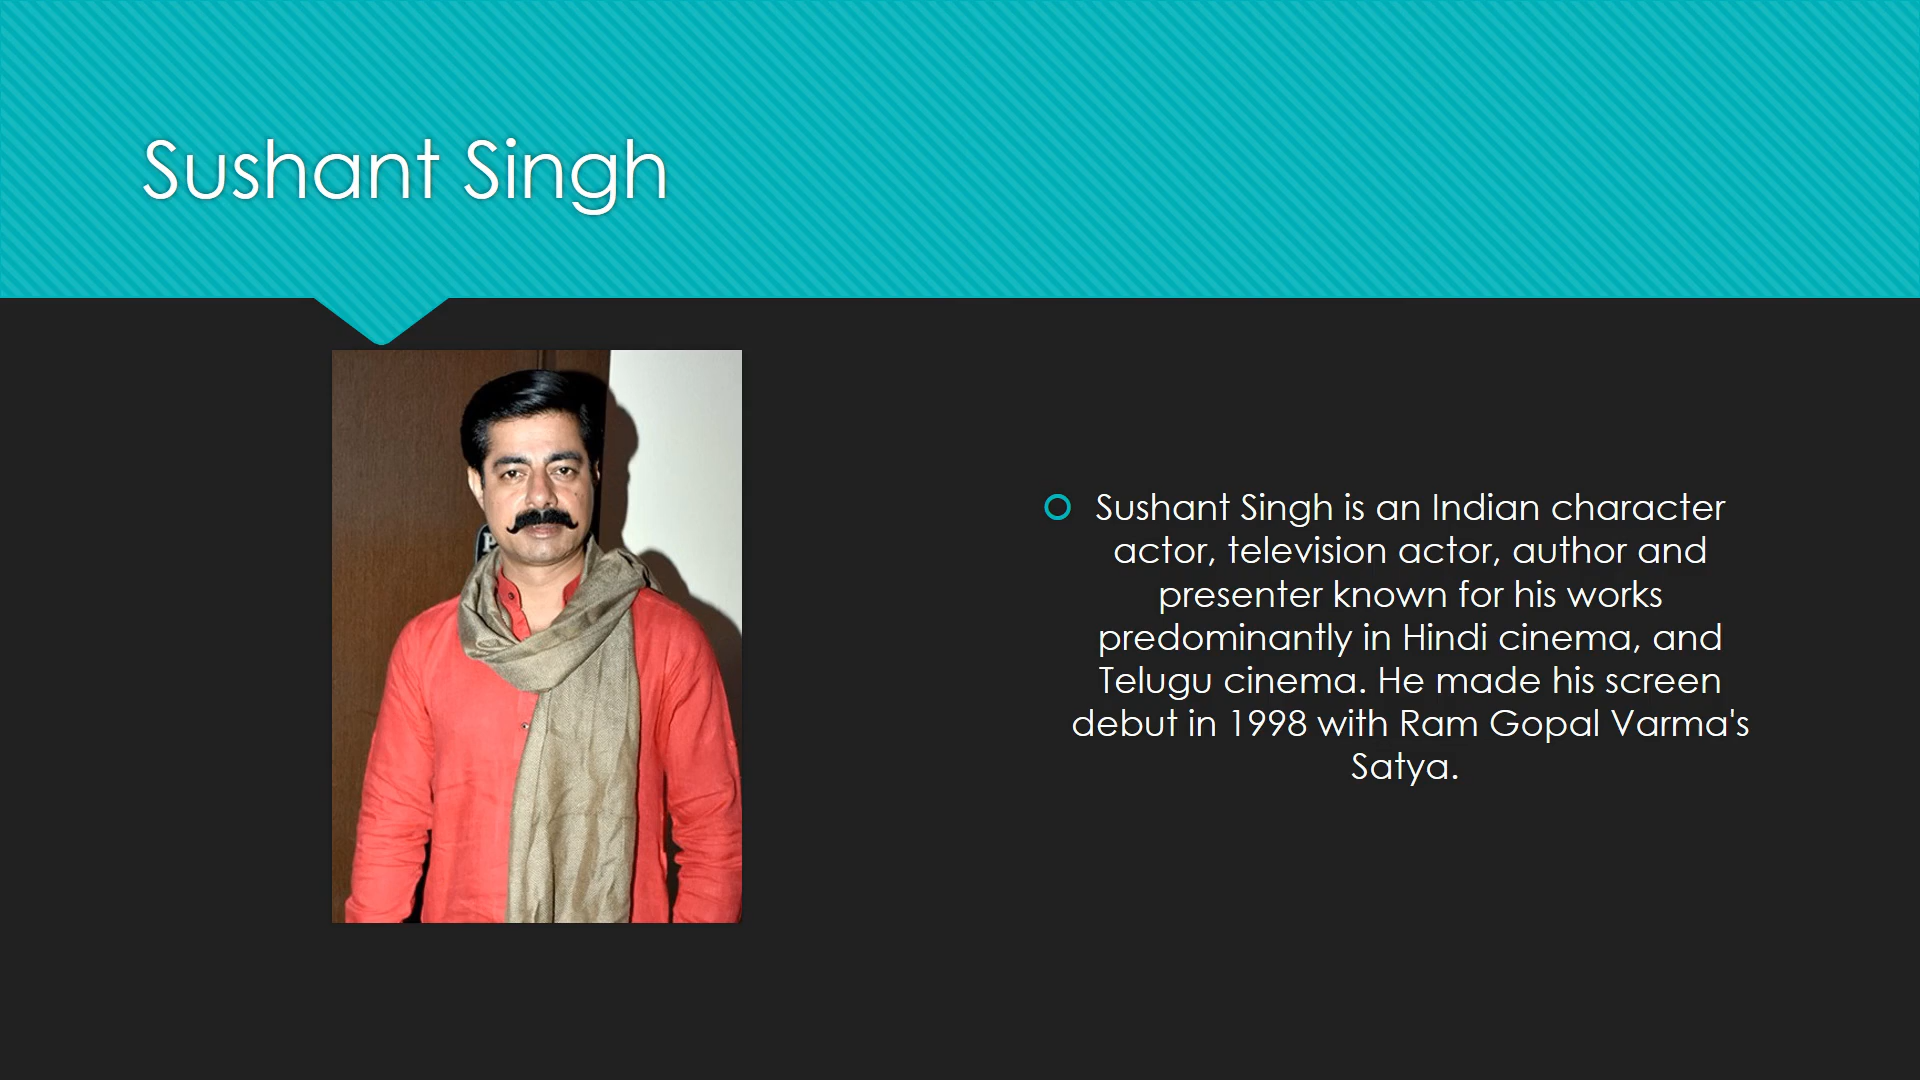 Sushant Singh
Sushant Singh is an Indian character
actor, television actor, author and
presenter known for his works
predominantly in Hindi cinema, and
Telugu cinema. He made his screen
debut in 1998 with Ram Gopal Varma's
Satya.